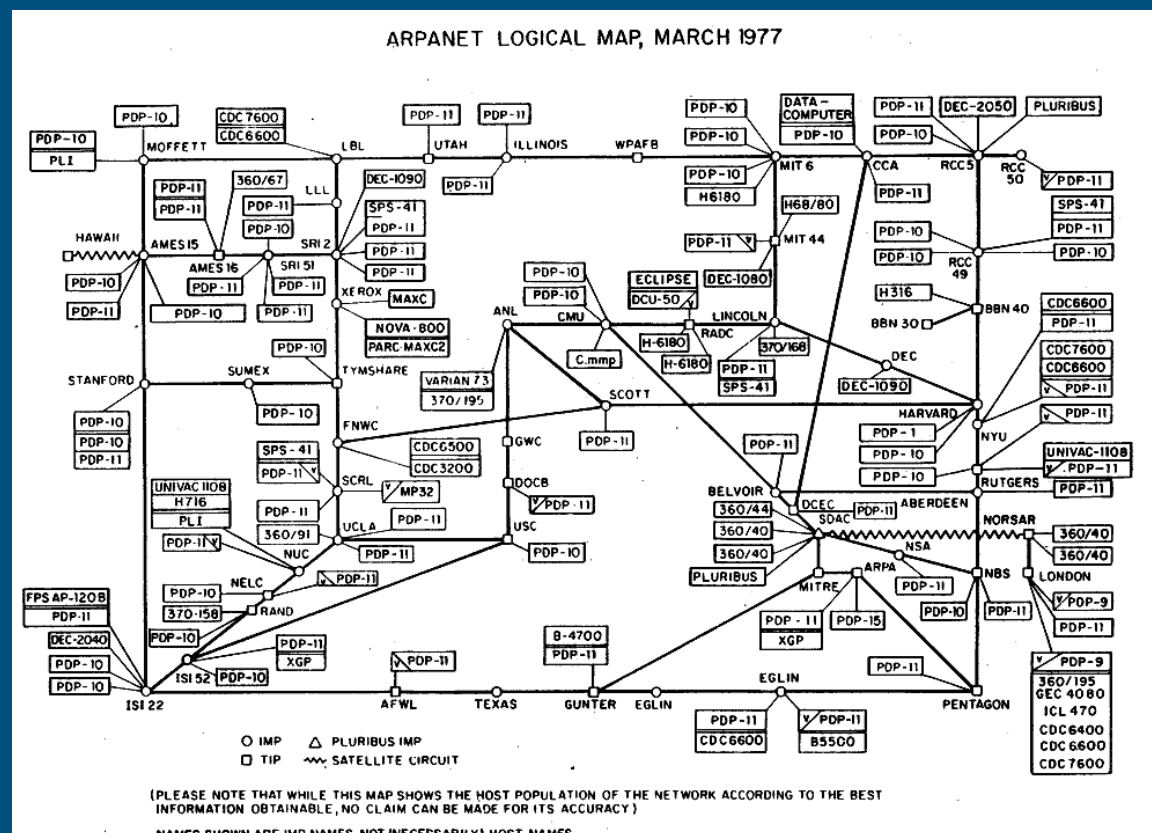 ARPANET LOGICAL MAP, MARCH 1977
PDP-10
PLI
PDP-10
MOFFETT
CDC 7600
CDC6600
LBL
PDP-11
UTAH
PDP-11
ILLINOIS
PDP-11
WPAFB
PDP-10
PDP-10
PDP-10
H6180
MIT 6
DATA-
COMPUTER
PDP-10
CCA
PDP-11
PDP-11
PDP-10
DEC-2050
PLURIBUS
RCC5
RCC
50
PDP-11
LLL
PDP-11
DEC-1090
SPS-41
PDP-11
PDP-11
PDP-11
SRI 2
PDP-11
PDP-11
360/67
HAWAII
AMES 15
PDP-10
PDP-11
PDP-10
AMES16
PDP-11
PDP-10
SRI 51
PDP-11
H68/80
PDP-11
MIT 44
DEC-1080
SPS-41
PDP-11
PDP-10
PDP-10
PDP-10
RCC
49
XEROX
MAXC
NOVA-800
PARC-MAXC2
ANL
PDP-10
PDP-10
CMU
C.mmp
ECLIPSE
DCU-50
H-6180
RADC
H-6180
LINCOLN
370/168
PDP-11
SPS-41
H316
BBN 30
BBN 40
CDC6600
PDP-11
CDC7600
CDC6600
PDP-11
PDP-11
DEC
DEC-1090
STANFORD
PDP-10
PDP-10
PDP-11
SUMEX
PDP-10
PDP-10
TYMSHARE
VARIAN 73
370/195
SCOTT
PDP-11
HARVARD
PDP-1
PDP-10
PDP-10
NYU
FNWC
CDC6500
CDC3200
GWC
SPS-41
PDP-11
SCRL
PDP-11
MP32
DOCB
PDP-11
PDP-11
BELVOIR
DCEC
PDP-11
ABERDEEN
RUTGERS
UNIVAC-1108
PDP-11
PDP-11
UNIVAC 1108
H716
PLI
PDP-11
360/91
UCLA
PDP-11
PDP-11
USC
PDP-10
360/44
360/40
360/40
PLURIBUS
SDAC
NORSAR
360/40
360/40
NUC
NELC
PDP-10
PDP-11
370-158
RAND
PDP-10
NSA
PDP-11
NBS
PDP-10
PDP-11
LONDON
V PDP-9
PDP-11
MITRE
ARPA
PDP-11
XGP
PDP-15
FPS AP-120B
PDP-11
DEC-2040
PDP-10
PDP-10
ISI 22
ISI 52
PDP-11
XGP
PDP-10
V PDP-11
AFWL
TEXAS
B-4700
PDP-11
GUNTER
EGLIN
EGLIN
PDP-11
CDC6600
V PDP-11
B5500
PDP-11
PENTAGON
V PDP-9
360/195
GEC 4080
ICL 470
CDC6400
CDC6600
CDC7600
IMP
PLURIBUS IMP
TIP
SATELLITE CIRCUIT
(PLEASE NOTE THAT WHILE THIS MAP SHOWS THE HOST POPULATION OF THE NETWORK ACCORDING TO THE BEST
INFORMATION OBTAINABLE, NO CLAIM CAN BE MADE FOR ITS ACCURACY)
NAMES SHOWN ARE IMP NAMES, NOT (NECESSARILY) HOST NAMES